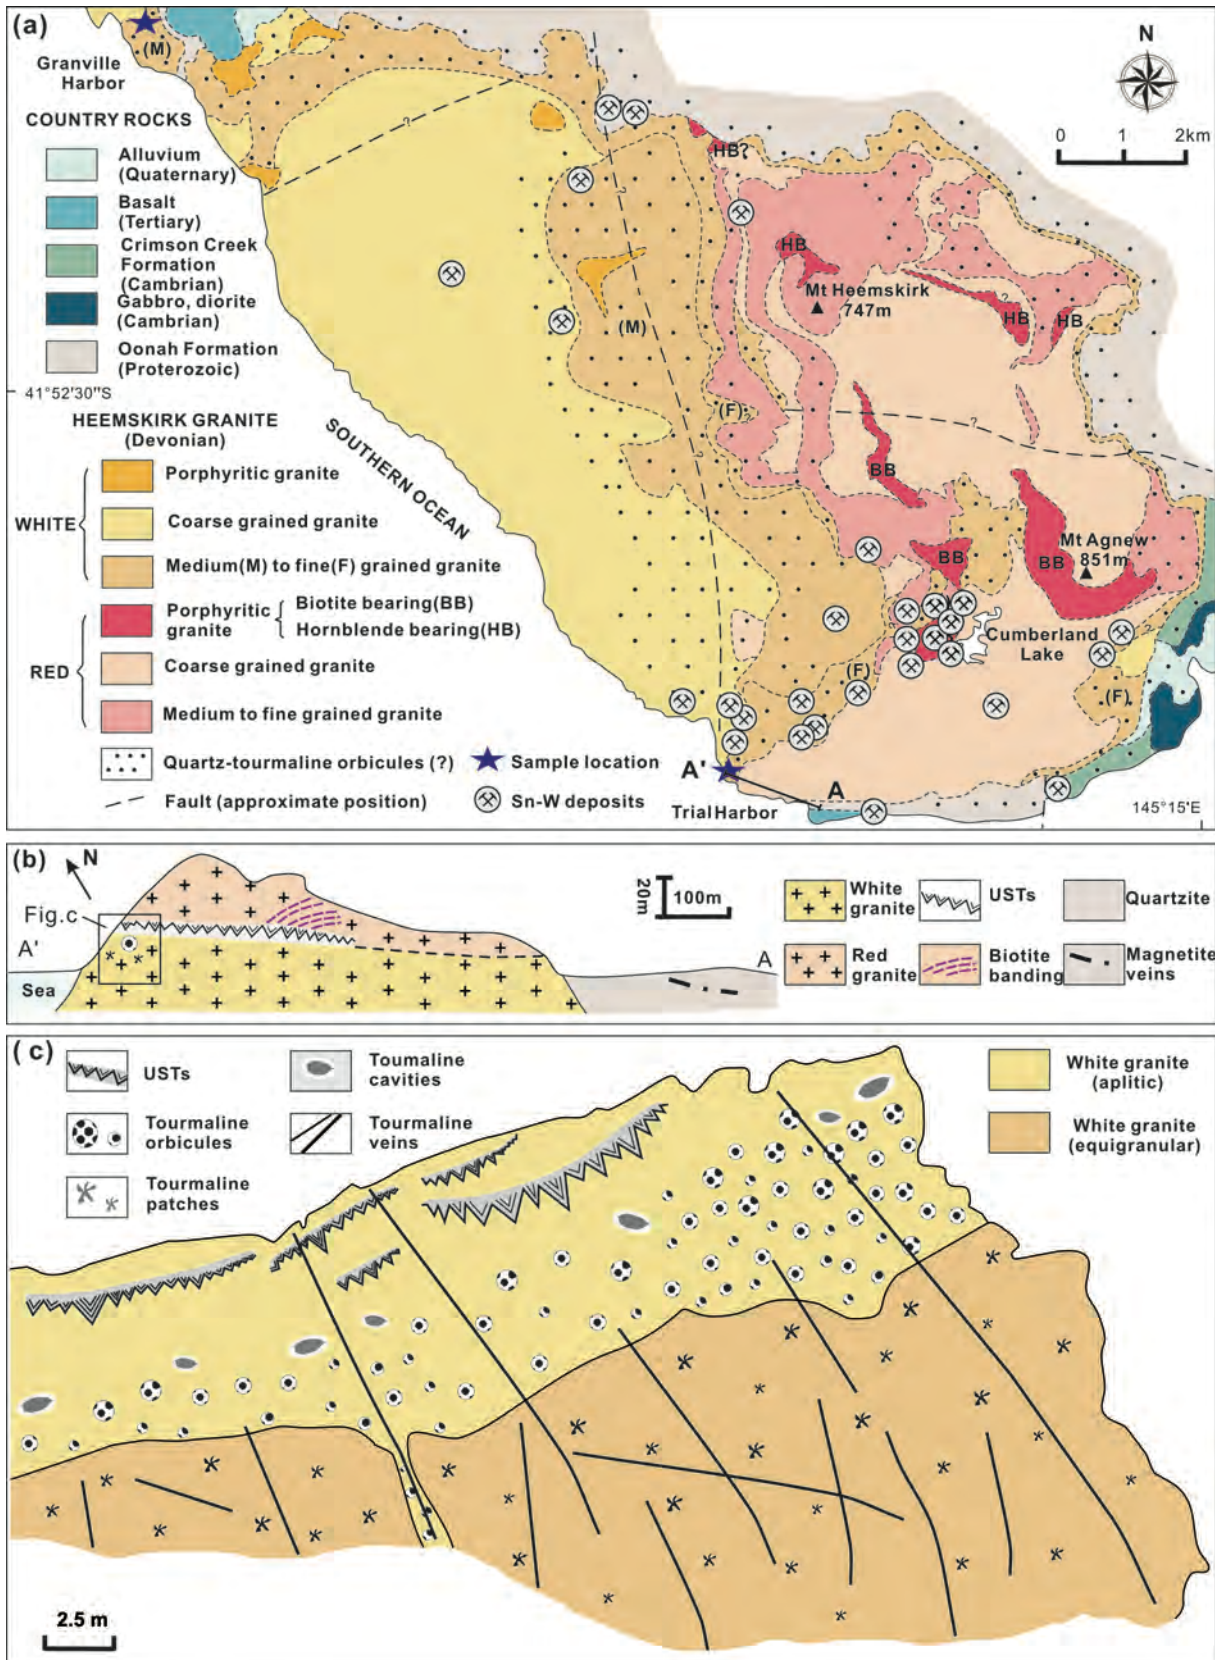 (a)
(M)
Granville
Harbor
N
0 1 2km
COUNTRY ROCKS
Alluvium
(Quaternary)
Basalt
(Tertiary)
Crimson Creek
Formation
(Cambrian)
Gabbro, diorite
(Cambrian)
Oonah Formation
(Proterozoic)
41°52'30"S
HEEMSKIRK GRANITE
(Devonian)
WHITE
Porphyritic granite
Coarse grained granite
Medium(M) to fine(F) grained granite
RED
Porphyritic
granite
Biotite bearing(BB)
Hornblende bearing(HB)
Coarse grained granite
Medium to fine grained granite
Quartz-tourmaline orbicules (?)
Sample location
Fault (approximate position)
Sn-W deposits
SOUTHERN OCEAN
?
?
HB?
HB
Mt Heemskirk
747m
?
HB
HB
(M)
(F)
?
?
BB
BB
BB
Mt Agnew
851m
Cumberland
Lake
?
(F)
(F)
A'
A
Trial Harbor
145°15'E
(b)
N
Fig.c
A'
Sea
A
20m
100m
White
granite
USTs
Quartzite
Red
granite
Biotite
banding
Magnetite
veins
(c)
USTs
Toumaline
cavities
Tourmaline
orbicules
Tourmaline
veins
Tourmaline
patches
White granite
(aplitic)
White granite
(equigranular)
2.5 m